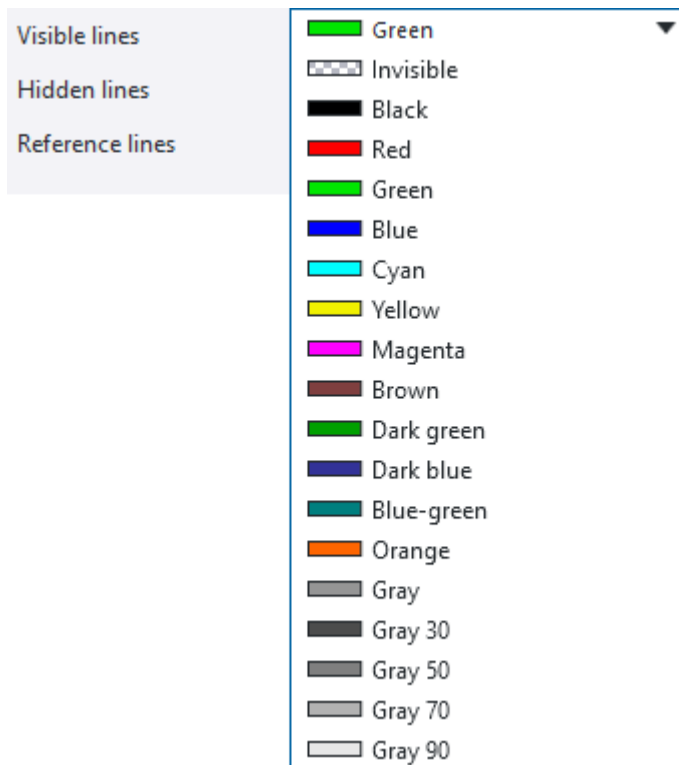 Visible lines
Hidden lines
Reference lines
Green
Invisible
Black
Red
Green
Blue
Cyan
Yellow
Magenta
Brown
Dark green
Dark blue
Blue-green
Orange
Gray
Gray 30
Gray 50
Gray 70
Gray 90